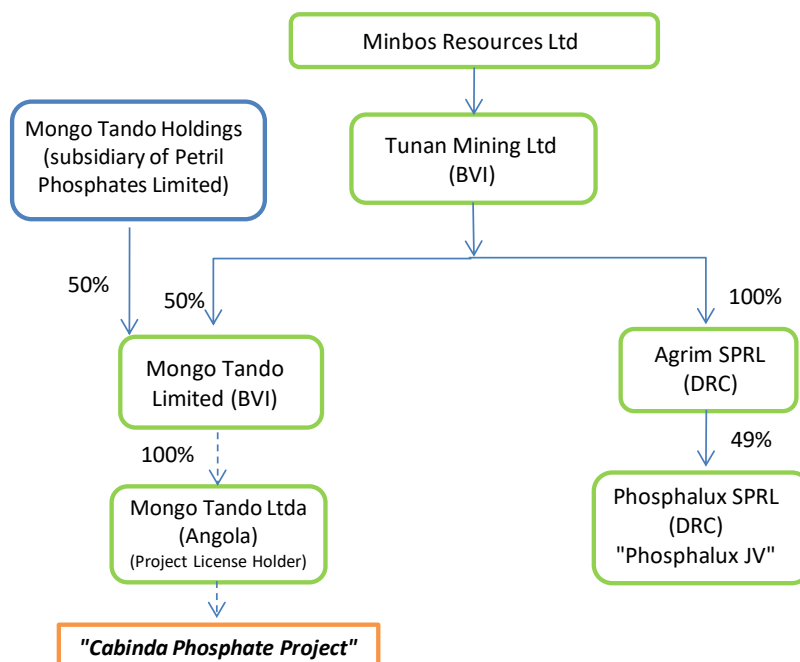 Minbos Resources Ltd
Mongo Tando Holdings
(subsidiary of Petril
Phosphates Limited)
Tunan Mining Ltd
(BVI)
50%
50%
100%
Mongo Tando
Limited (BVI)
Agrim SPRL
(DRC)
100%
49%
Mongo Tando Ltda
(Angola)
(Project License Holder)
Phosphalux SPRL
(DRC)
"Phosphalux JV"
"Cabinda Phosphate Project"